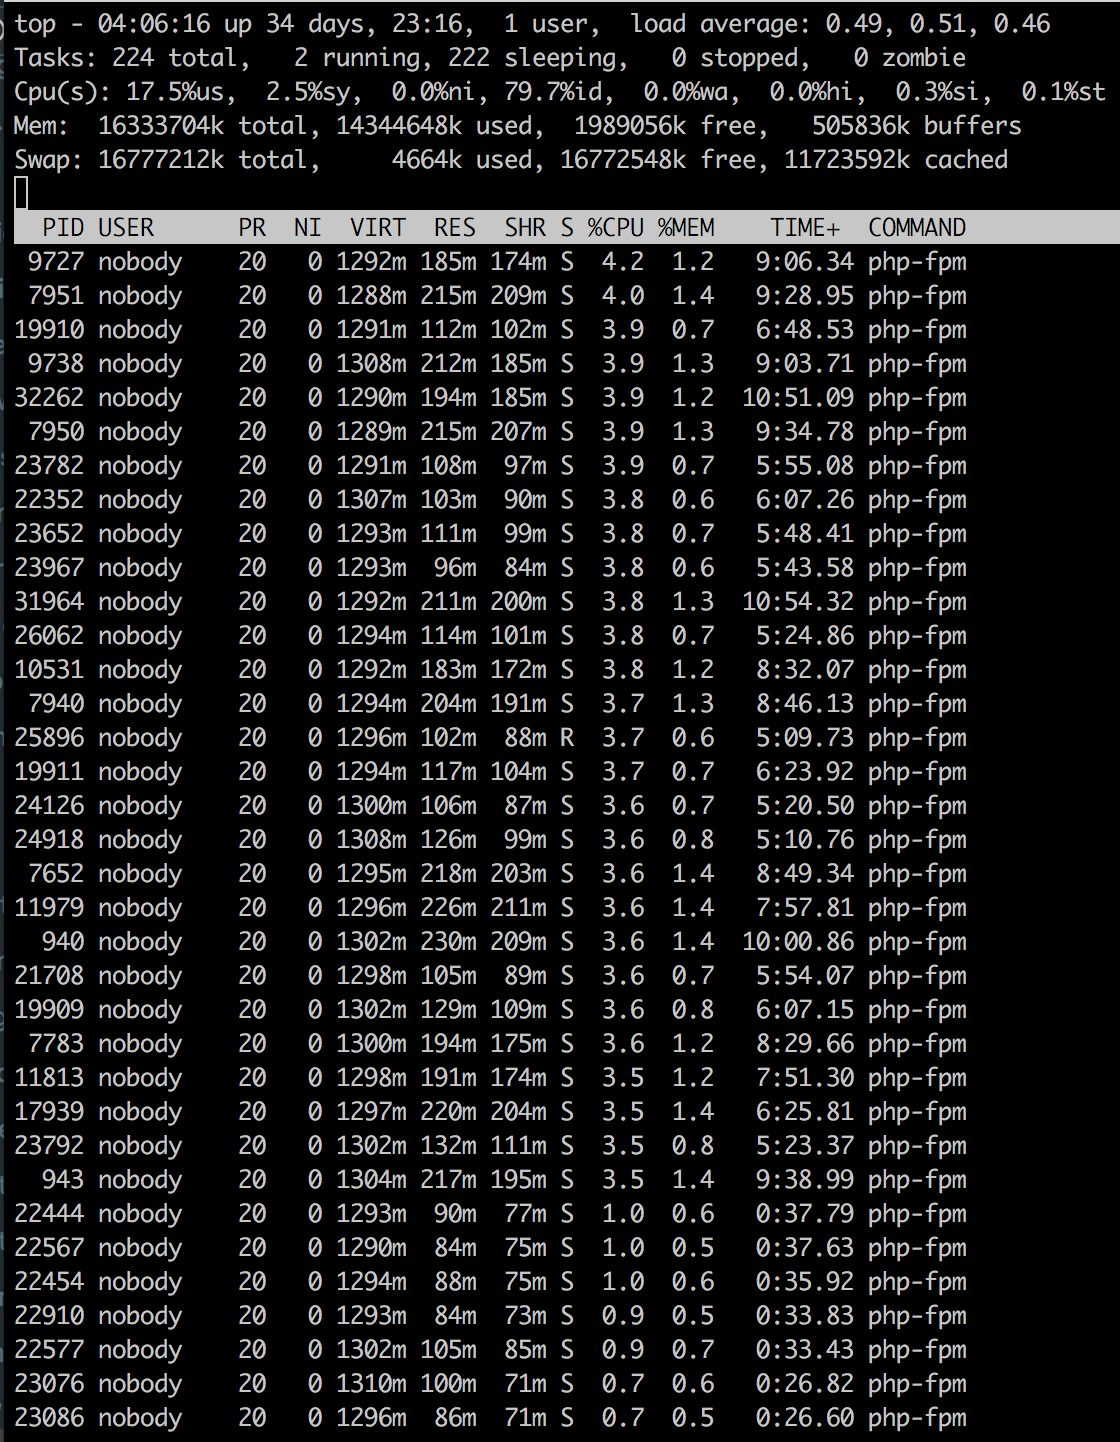 top - 04:06:16 up 34 days, 23:16,  1 user,  load average: 0.49, 0.51, 0.46
Tasks: 224 total,   2 running, 222 sleeping,   0 stopped,   0 zombie
Cpu(s): 17.5%us,  2.5%sy,  0.0%ni, 79.7%id,  0.0%wa,  0.0%hi,  0.3%si,  0.1%st
Mem:  16333704k total, 14344648k used,  1989056k free,   505836k buffers
Swap: 16777212k total,     4664k used, 16772548k free, 11723592k cached
  PID USER      PR  NI  VIRT  RES  SHR S %CPU %MEM    TIME+  COMMAND
 9727 nobody    20   0 1292m 185m 174m S  4.2  1.2   9:06.34 php-fpm
 7951 nobody    20   0 1288m 215m 209m S  4.0  1.4   9:28.95 php-fpm
19910 nobody    20   0 1291m 112m 102m S  3.9  0.7   6:48.53 php-fpm
 9738 nobody    20   0 1308m 212m 185m S  3.9  1.3   9:03.71 php-fpm
32262 nobody    20   0 1290m 194m 185m S  3.9  1.2  10:51.09 php-fpm
 7950 nobody    20   0 1289m 215m 207m S  3.9  1.3   9:34.78 php-fpm
23782 nobody    20   0 1291m 108m  97m S  3.9  0.7   5:55.08 php-fpm
22352 nobody    20   0 1307m 103m  90m S  3.8  0.6   6:07.26 php-fpm
23652 nobody    20   0 1293m 111m  99m S  3.8  0.7   5:48.41 php-fpm
23967 nobody    20   0 1293m  96m  84m S  3.8  0.6   5:43.58 php-fpm
31964 nobody    20   0 1292m 211m 200m S  3.8  1.3  10:54.32 php-fpm
26062 nobody    20   0 1294m 114m 101m S  3.8  0.7   5:24.86 php-fpm
10531 nobody    20   0 1292m 183m 172m S  3.8  1.2   8:32.07 php-fpm
 7940 nobody    20   0 1294m 204m 191m S  3.7  1.3   8:46.13 php-fpm
25896 nobody    20   0 1296m 102m  88m R  3.7  0.6   5:09.73 php-fpm
19911 nobody    20   0 1294m 117m 104m S  3.7  0.7   6:23.92 php-fpm
24126 nobody    20   0 1300m 106m  87m S  3.6  0.7   5:20.50 php-fpm
24918 nobody    20   0 1308m 126m  99m S  3.6  0.8   5:10.76 php-fpm
 7652 nobody    20   0 1295m 218m 203m S  3.6  1.4   8:49.34 php-fpm
11979 nobody    20   0 1296m 226m 211m S  3.6  1.4   7:57.81 php-fpm
  940 nobody    20   0 1302m 230m 209m S  3.6  1.4  10:00.86 php-fpm
21708 nobody    20   0 1298m 105m  89m S  3.6  0.7   5:54.07 php-fpm
19909 nobody    20   0 1302m 129m 109m S  3.6  0.8   6:07.15 php-fpm
 7783 nobody    20   0 1300m 194m 175m S  3.6  1.2   8:29.66 php-fpm
11813 nobody    20   0 1298m 191m 174m S  3.5  1.2   7:51.30 php-fpm
17939 nobody    20   0 1297m 220m 204m S  3.5  1.4   6:25.81 php-fpm
23792 nobody    20   0 1302m 132m 111m S  3.5  0.8   5:23.37 php-fpm
  943 nobody    20   0 1304m 217m 195m S  3.5  1.4   9:38.99 php-fpm
22444 nobody    20   0 1293m  90m  77m S  1.0  0.6   0:37.79 php-fpm
22567 nobody    20   0 1290m  84m  75m S  1.0  0.5   0:37.63 php-fpm
22454 nobody    20   0 1294m  88m  75m S  1.0  0.6   0:35.92 php-fpm
22910 nobody    20   0 1293m  84m  73m S  0.9  0.5   0:33.83 php-fpm
22577 nobody    20   0 1302m 105m  85m S  0.9  0.7   0:33.43 php-fpm
23076 nobody    20   0 1310m 100m  71m S  0.7  0.6   0:26.82 php-fpm
23086 nobody    20   0 1296m  86m  71m S  0.7  0.5   0:26.60 php-fpm